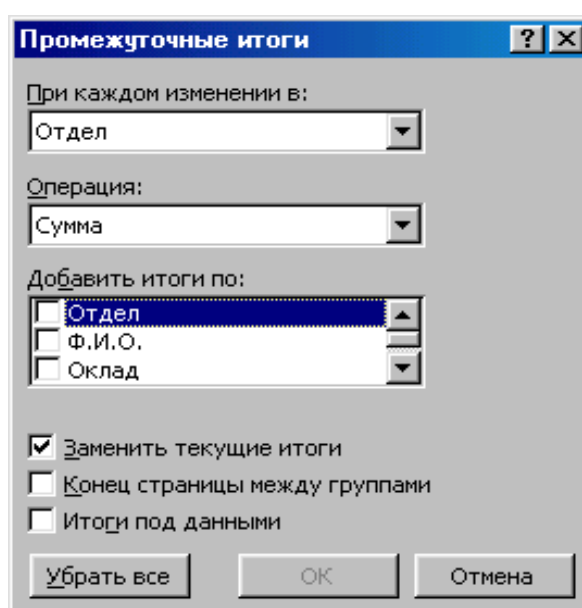 Промежуточные итоги
При каждом изменении в:
Отдел
Операция:
Сумма
Добавить итоги по:
Отдел
Ф.И.О.
Оклад
Заменить текущие итоги
Конец страницы между группами
Итоги под данными
Убрать все ОК Отмена